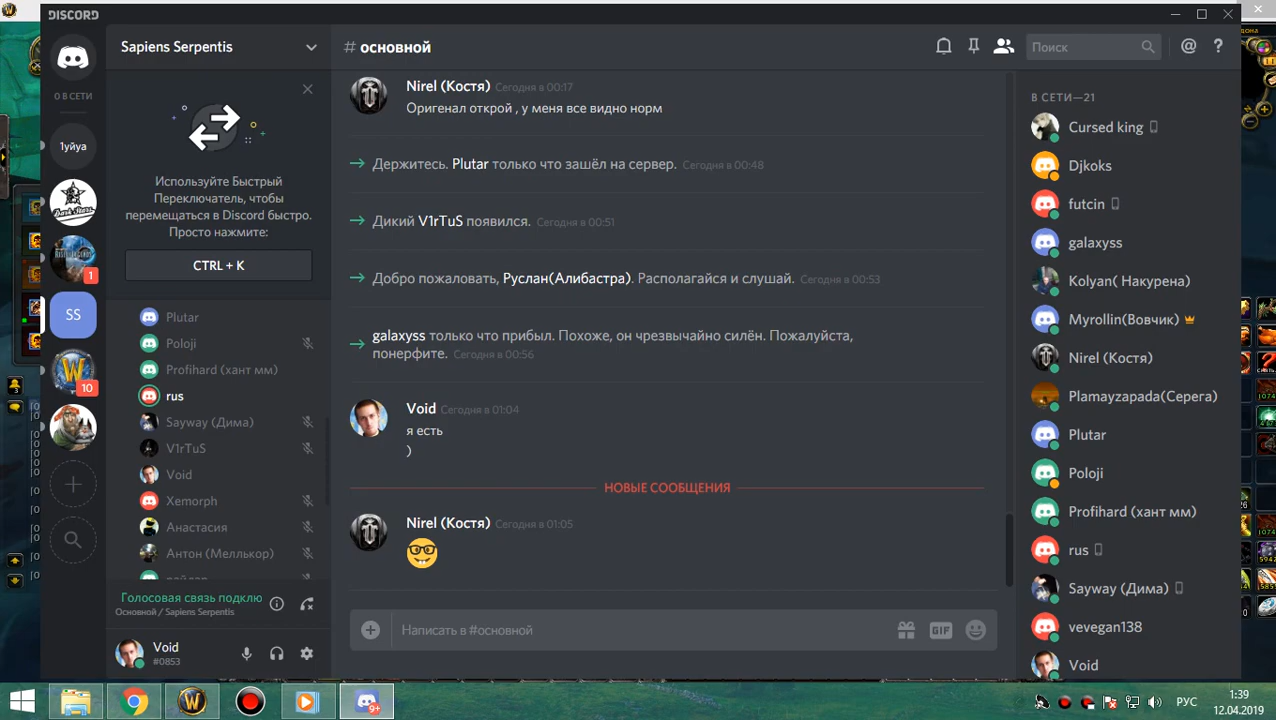 DISCORD
0 В СЕТИ
1уйуа
1
SS
10
Sapiens Serpentis
Используйте Быстрый
Переключатель, чтобы
перемещаться в Discord быстро.
Просто нажмите:
CTRL + K
Plutar
Poloji
Profihard (хант мм)
rus
Sayway (Дима)
V1rTuS
Void
Xemorph
Анастасия
Антон (Меллькор)
Голосовая связь подклю
Основной / Sapiens Serpentis
Void
#0853
# основной
Поиск
Nirel (Костя) Сегодня в 00:17
Оригенал открой , у меня все видно норм
Держитесь. Plutar только что зашёл на сервер. Сегодня в 00:48
Дикий V1rTuS появился. Сегодня в 00:51
Добро пожаловать, Руслан(Алибастра). Располагайся и слушай. Сегодня в 00:53
galaxyss только что прибыл. Похоже, он чрезвычайно силён. Пожалуйста,
понерфите. Сегодня в 00:56
Void Сегодня в 01:04
я есть
)
НОВЫЕ СООБЩЕНИЯ
Nirel (Костя) Сегодня в 01:05
Написать в #основной
GIF
В СЕТИ—21
Cursed king
Djkoks
futcin
galaxyss
Kolyan( Накурена)
Myrollin(Вовчик)
Nirel (Костя)
Plamayzapada(Серега)
Plutar
Poloji
Profihard (хант мм)
rus
Sayway (Дима)
vevegan138
Void
9+
РУС
1:39
12.04.2019